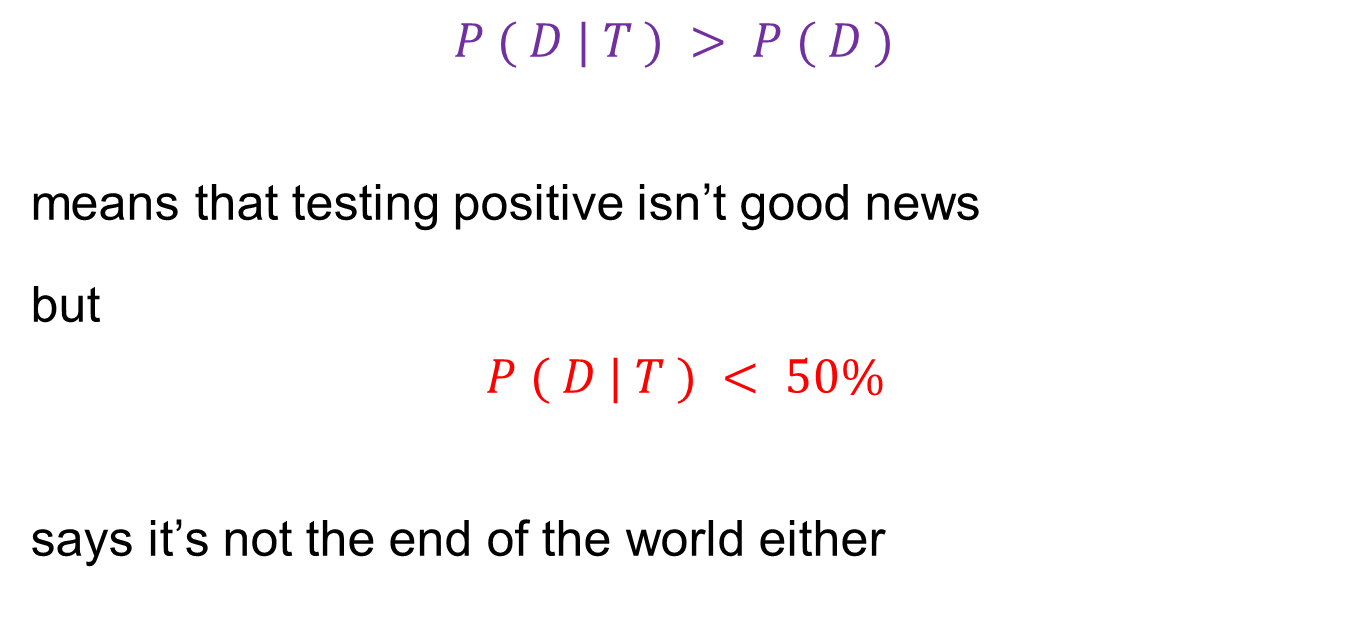 P ( D | T ) > P ( D )
means that testing positive isn’t good news
but
P ( D | T ) < 50%
says it’s not the end of the world either